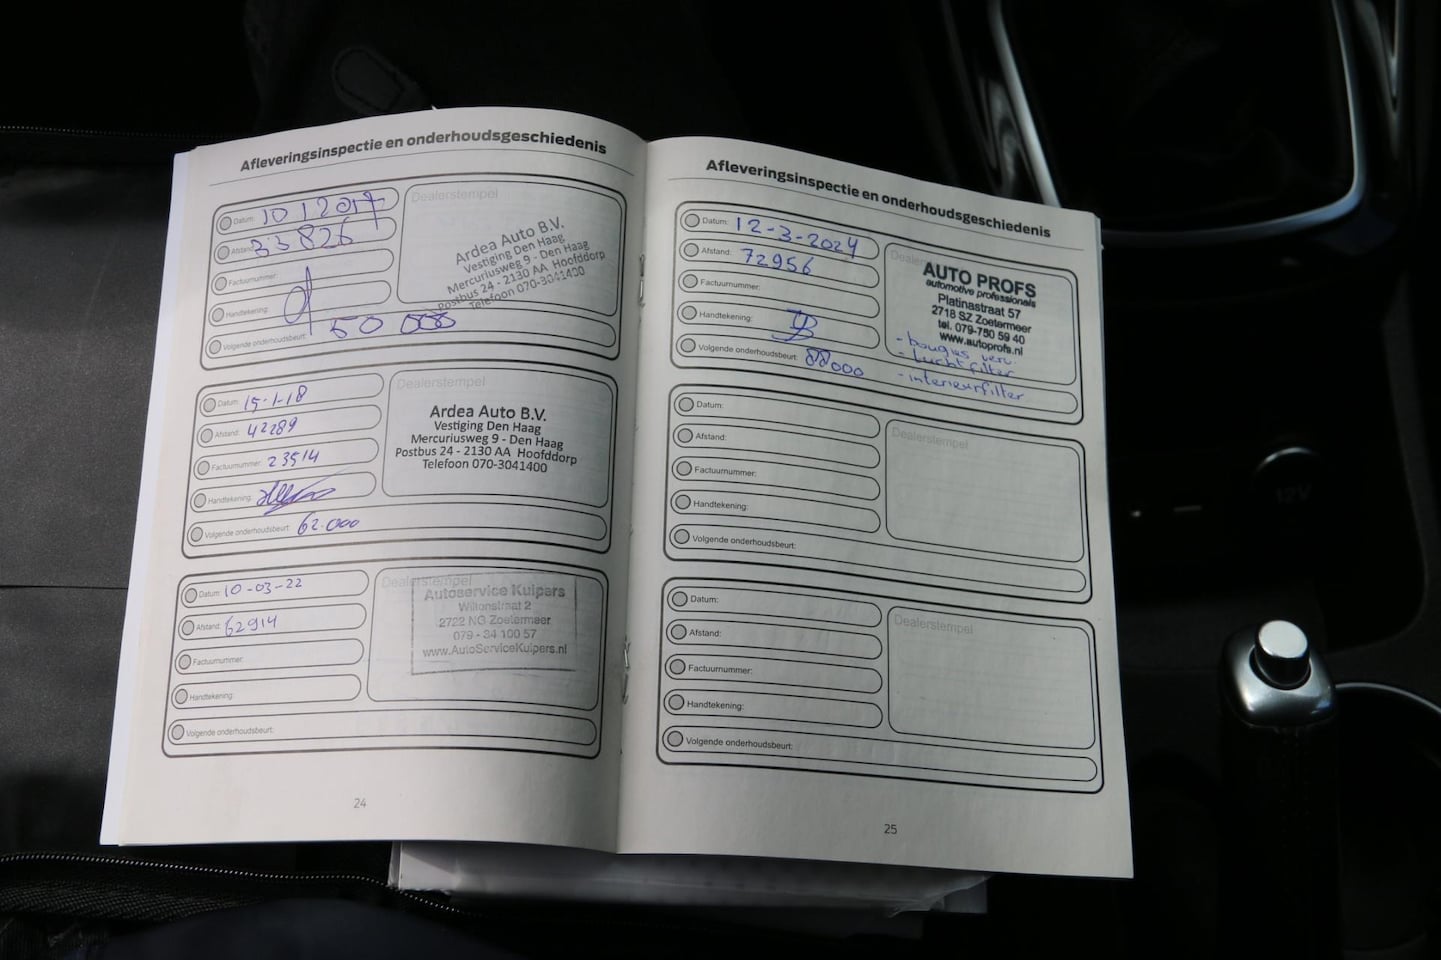 Afleveringsinspectie en onderhoudsgeschiedenis
Datum: 10 1 2017
Afstand: 33826
Factuurnummer:
Handtekening:
Volgende onderhoudsbeurt: 50 000
Dealerstempel
Ardea Auto B.V.
Vestiging Den Haag
Mercuriusweg 9 - Den Haag
Postbus 24 - 2130 AA Hoofddorp
Telefoon 070-3041400
Datum: 15-1-18
Afstand: 42289
Factuurnummer: 23514
Handtekening:
Volgende onderhoudsbeurt: 62.000
Dealerstempel
Ardea Auto B.V.
Vestiging Den Haag
Mercuriusweg 9 - Den Haag
Postbus 24 - 2130 AA Hoofddorp
Telefoon 070-3041400
Datum: 10-03-22
Afstand: 62914
Factuurnummer:
Handtekening:
Volgende onderhoudsbeurt:
Dealerstempel
Autoservice Kuipers
Wiltonstraat 2
2722 NG Zoetermeer
079 - 34 100 57
www.AutoServiceKuipers.nl
24
Afleveringsinspectie en onderhoudsgeschiedenis
Datum: 12-3-2024
Afstand: 72956
Factuurnummer:
Handtekening:
Volgende onderhoudsbeurt: 88000
AUTO PROFS
automotive professionals
Platinastraat 57
2718 SZ Zoetermeer
tel. 079-750 59 40
www.autoprofs.nl
- bougies verv.
- luchtfilter
- interieurfilter
Datum:
Afstand:
Factuurnummer:
Handtekening:
Volgende onderhoudsbeurt:
Dealerstempel
Datum:
Afstand:
Factuurnummer:
Handtekening:
Volgende onderhoudsbeurt:
Dealerstempel
25
12V